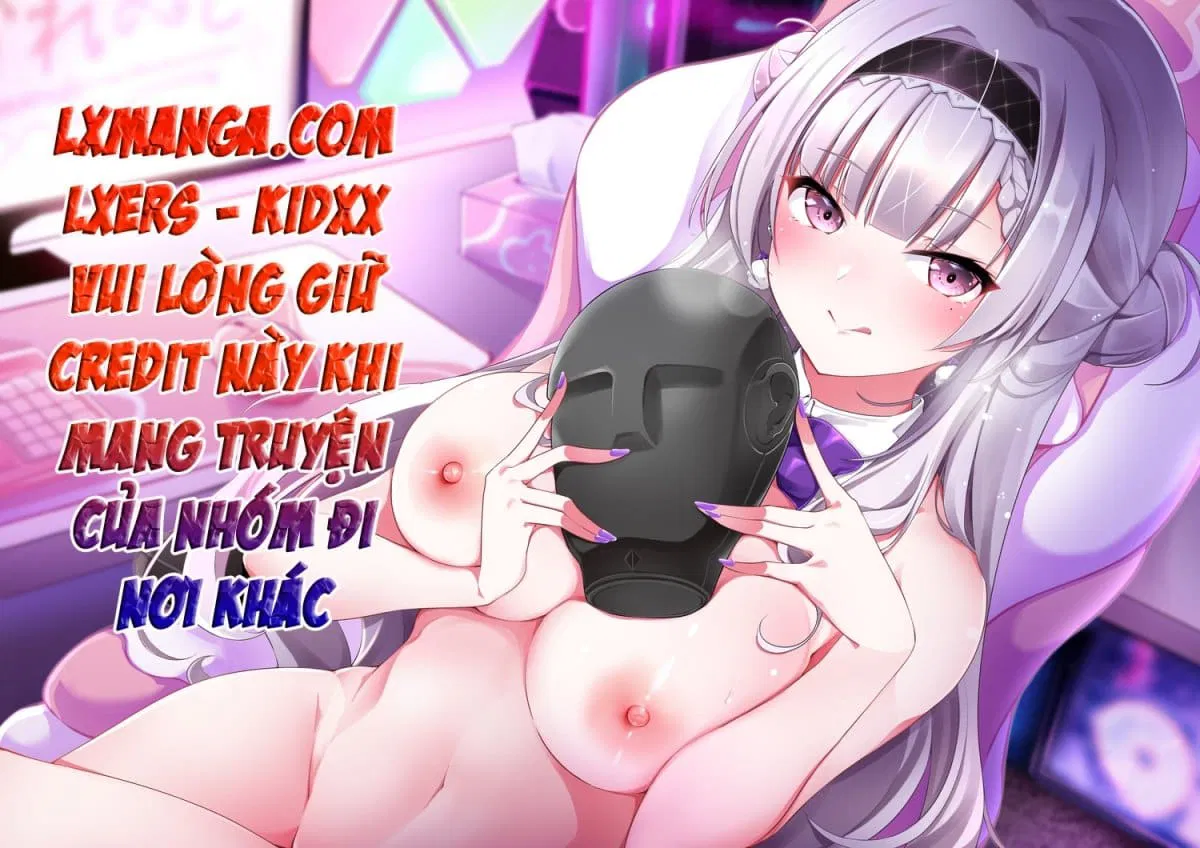 LXMANGA.COM
LXERS - KIDXX
VUI LÒNG GIỮ
CREDIT NÀY KHI
MANG TRUYỆN
CỦA NHÓM ĐI
NƠI KHÁC